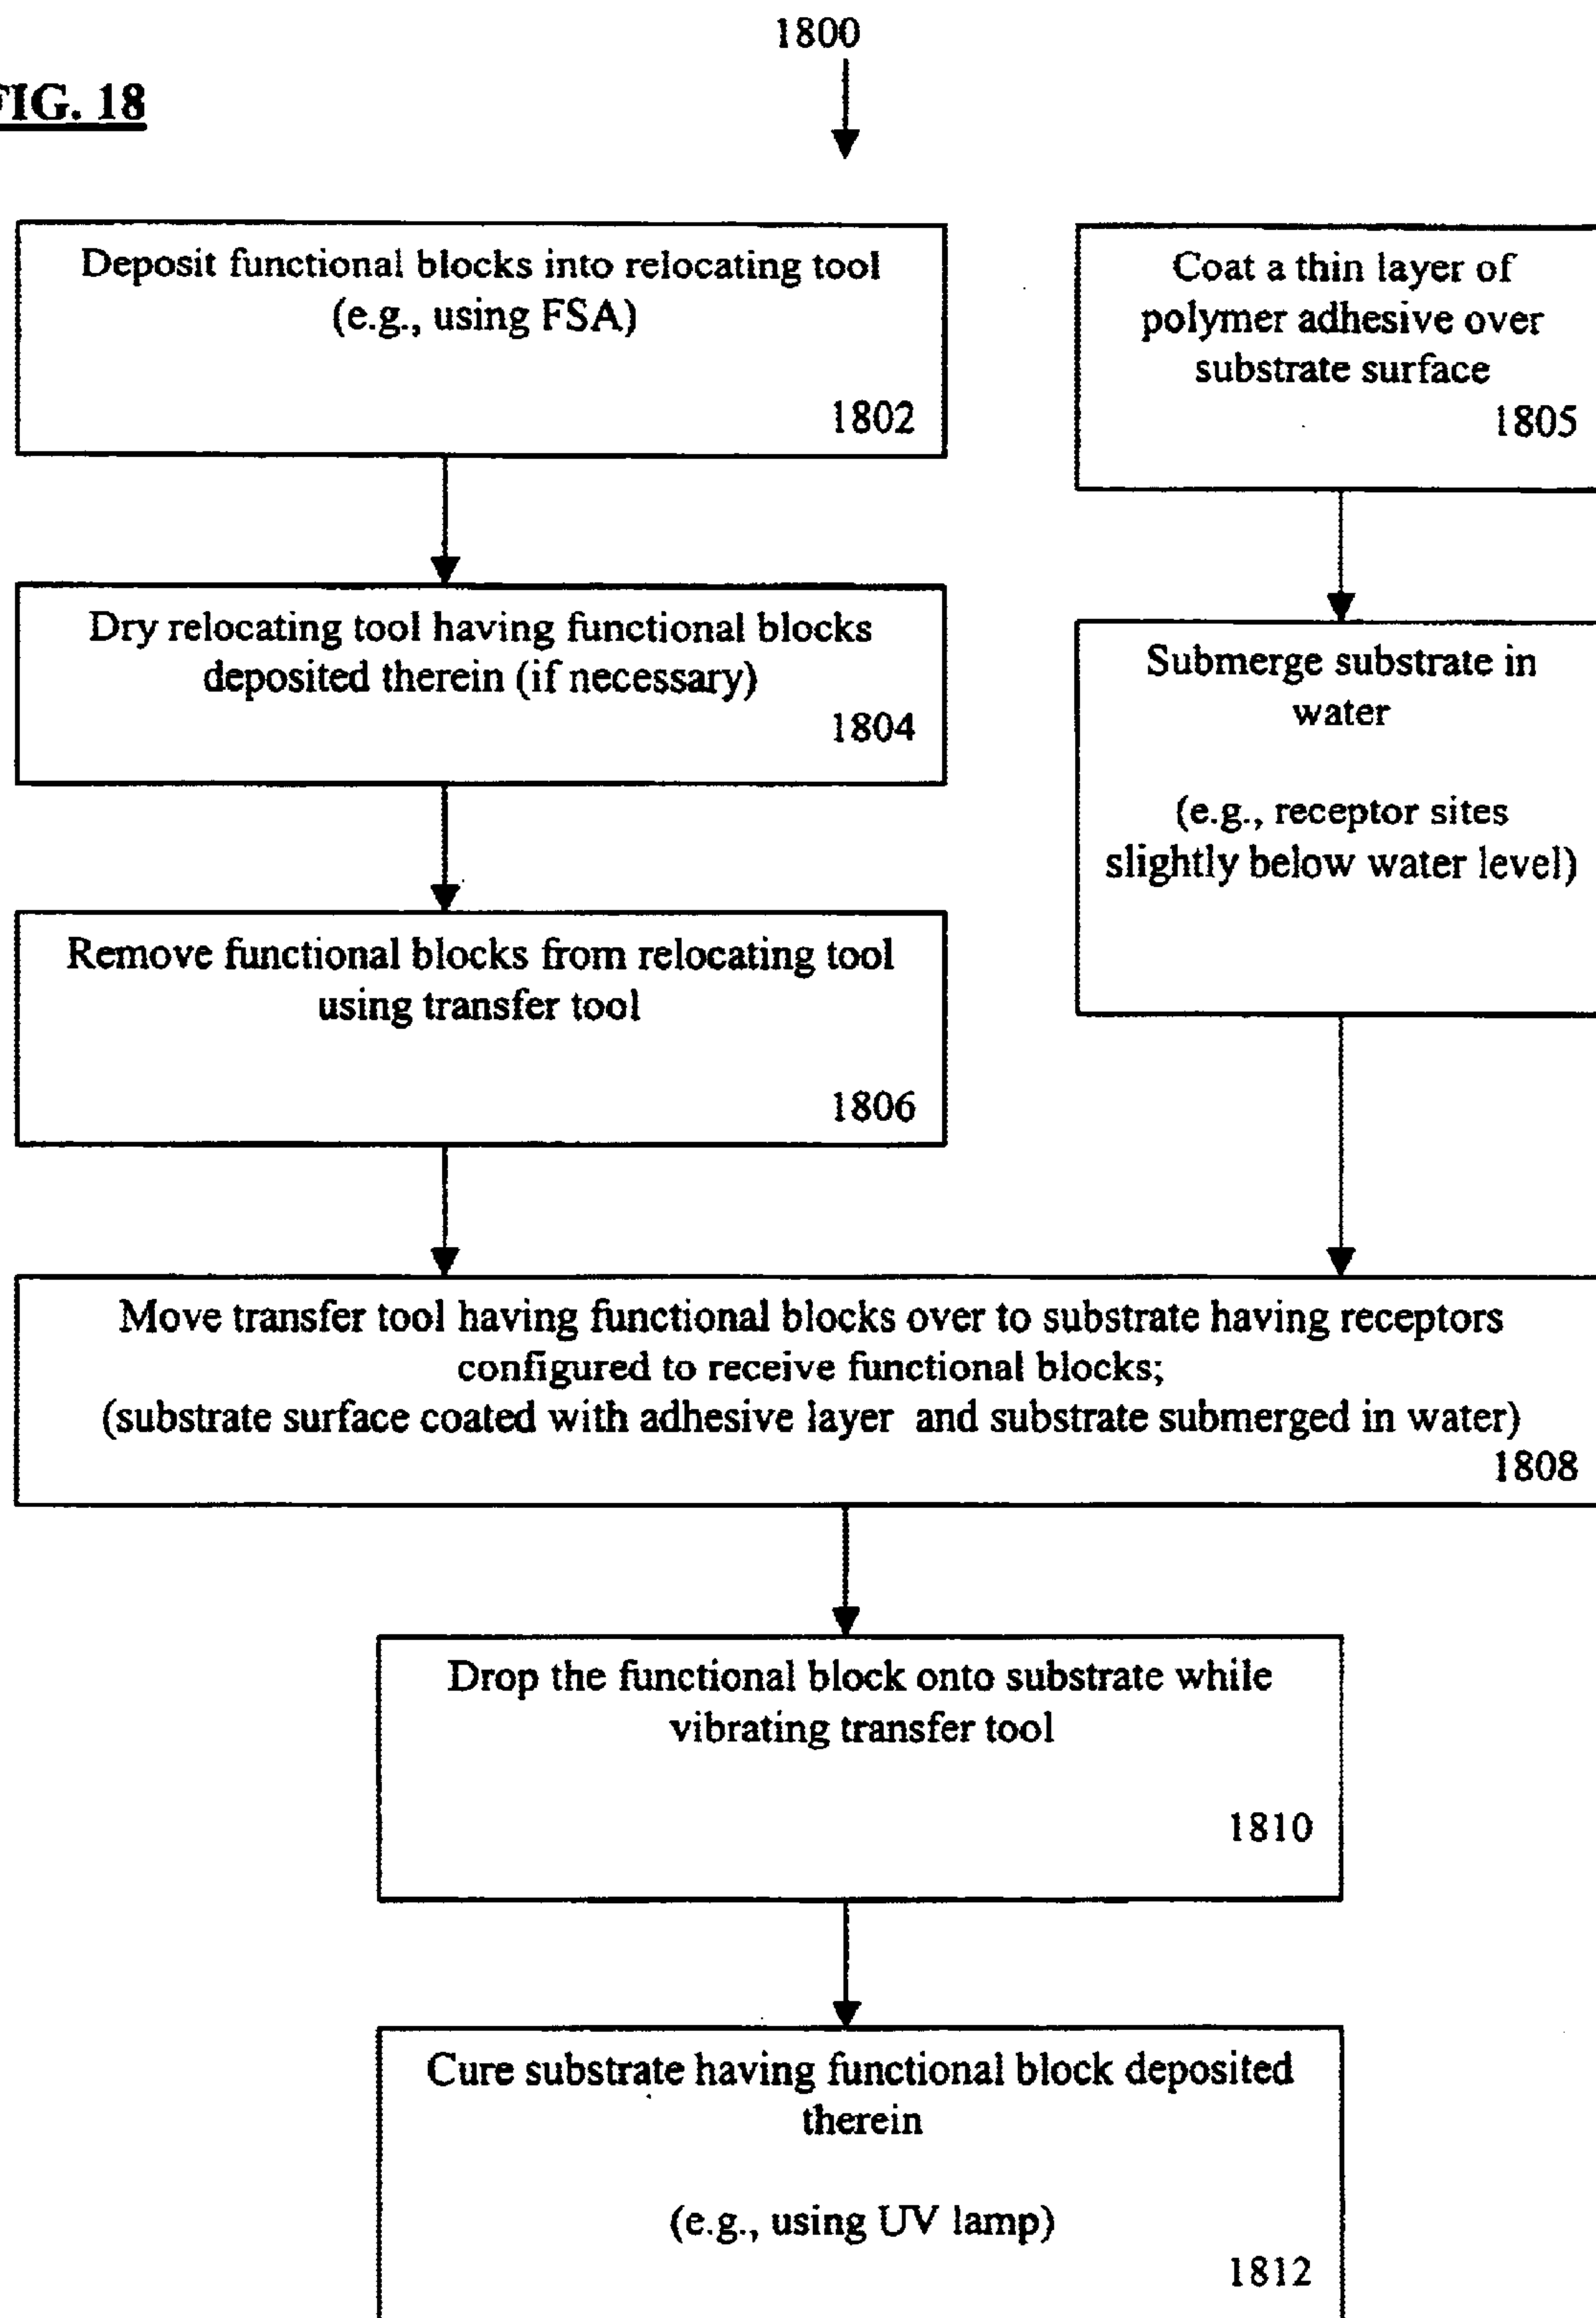 1800
FIG. 18
Deposit functional blocks into relocating tool
(e.g., using FSA)
1802
Coat a thin layer of
polymer adhesive over
substrate surface
1805
Dry relocating tool having functional blocks
deposited therein (if necessary)
1804
Submerge substrate in
water
(e.g., receptor sites
slightly below water level)
Remove functional blocks from relocating tool
using transfer tool
1806
Move transfer tool having functional blocks over to substrate having receptors
configured to receive functional blocks;
(substrate surface coated with adhesive layer and substrate submerged in water)
1808
Drop the functional block onto substrate while
vibrating transfer tool
1810
Cure substrate having functional block deposited
therein
(e.g., using UV lamp)
1812